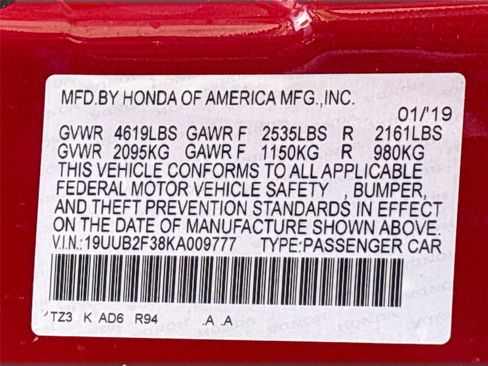 MFD.BY HONDA OF AMERICA MFG.,INC.
01/'19
GVWR 4619LBS GAWR F 2535LBS R 2161LBS
GVWR 2095KG GAWR F 1150KG R 980KG
THIS VEHICLE CONFORMS TO ALL APPLICABLE
FEDERAL MOTOR VEHICLE SAFETY , BUMPER,
AND THEFT PREVENTION STANDARDS IN EFFECT
ON THE DATE OF MANUFACTURE SHOWN ABOVE.
V.I.N.:19UUB2F38KA009777 TYPE:PASSENGER CAR
TZ3 K AD6 R94 .A .A